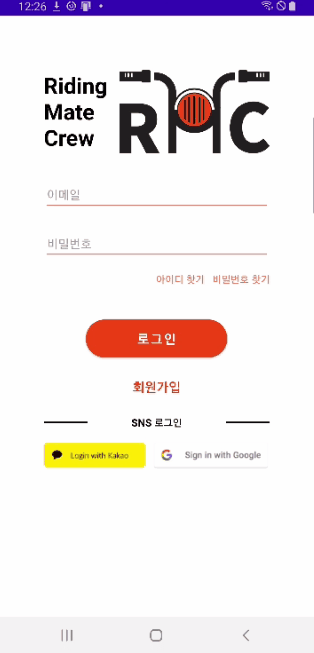 12:26
Riding
Mate
Crew
RMC
이메일
비밀번호
아이디 찾기 비밀번호 찾기
로그인
회원가입
SNS 로그인
Login with Kakao
Sign in with Google